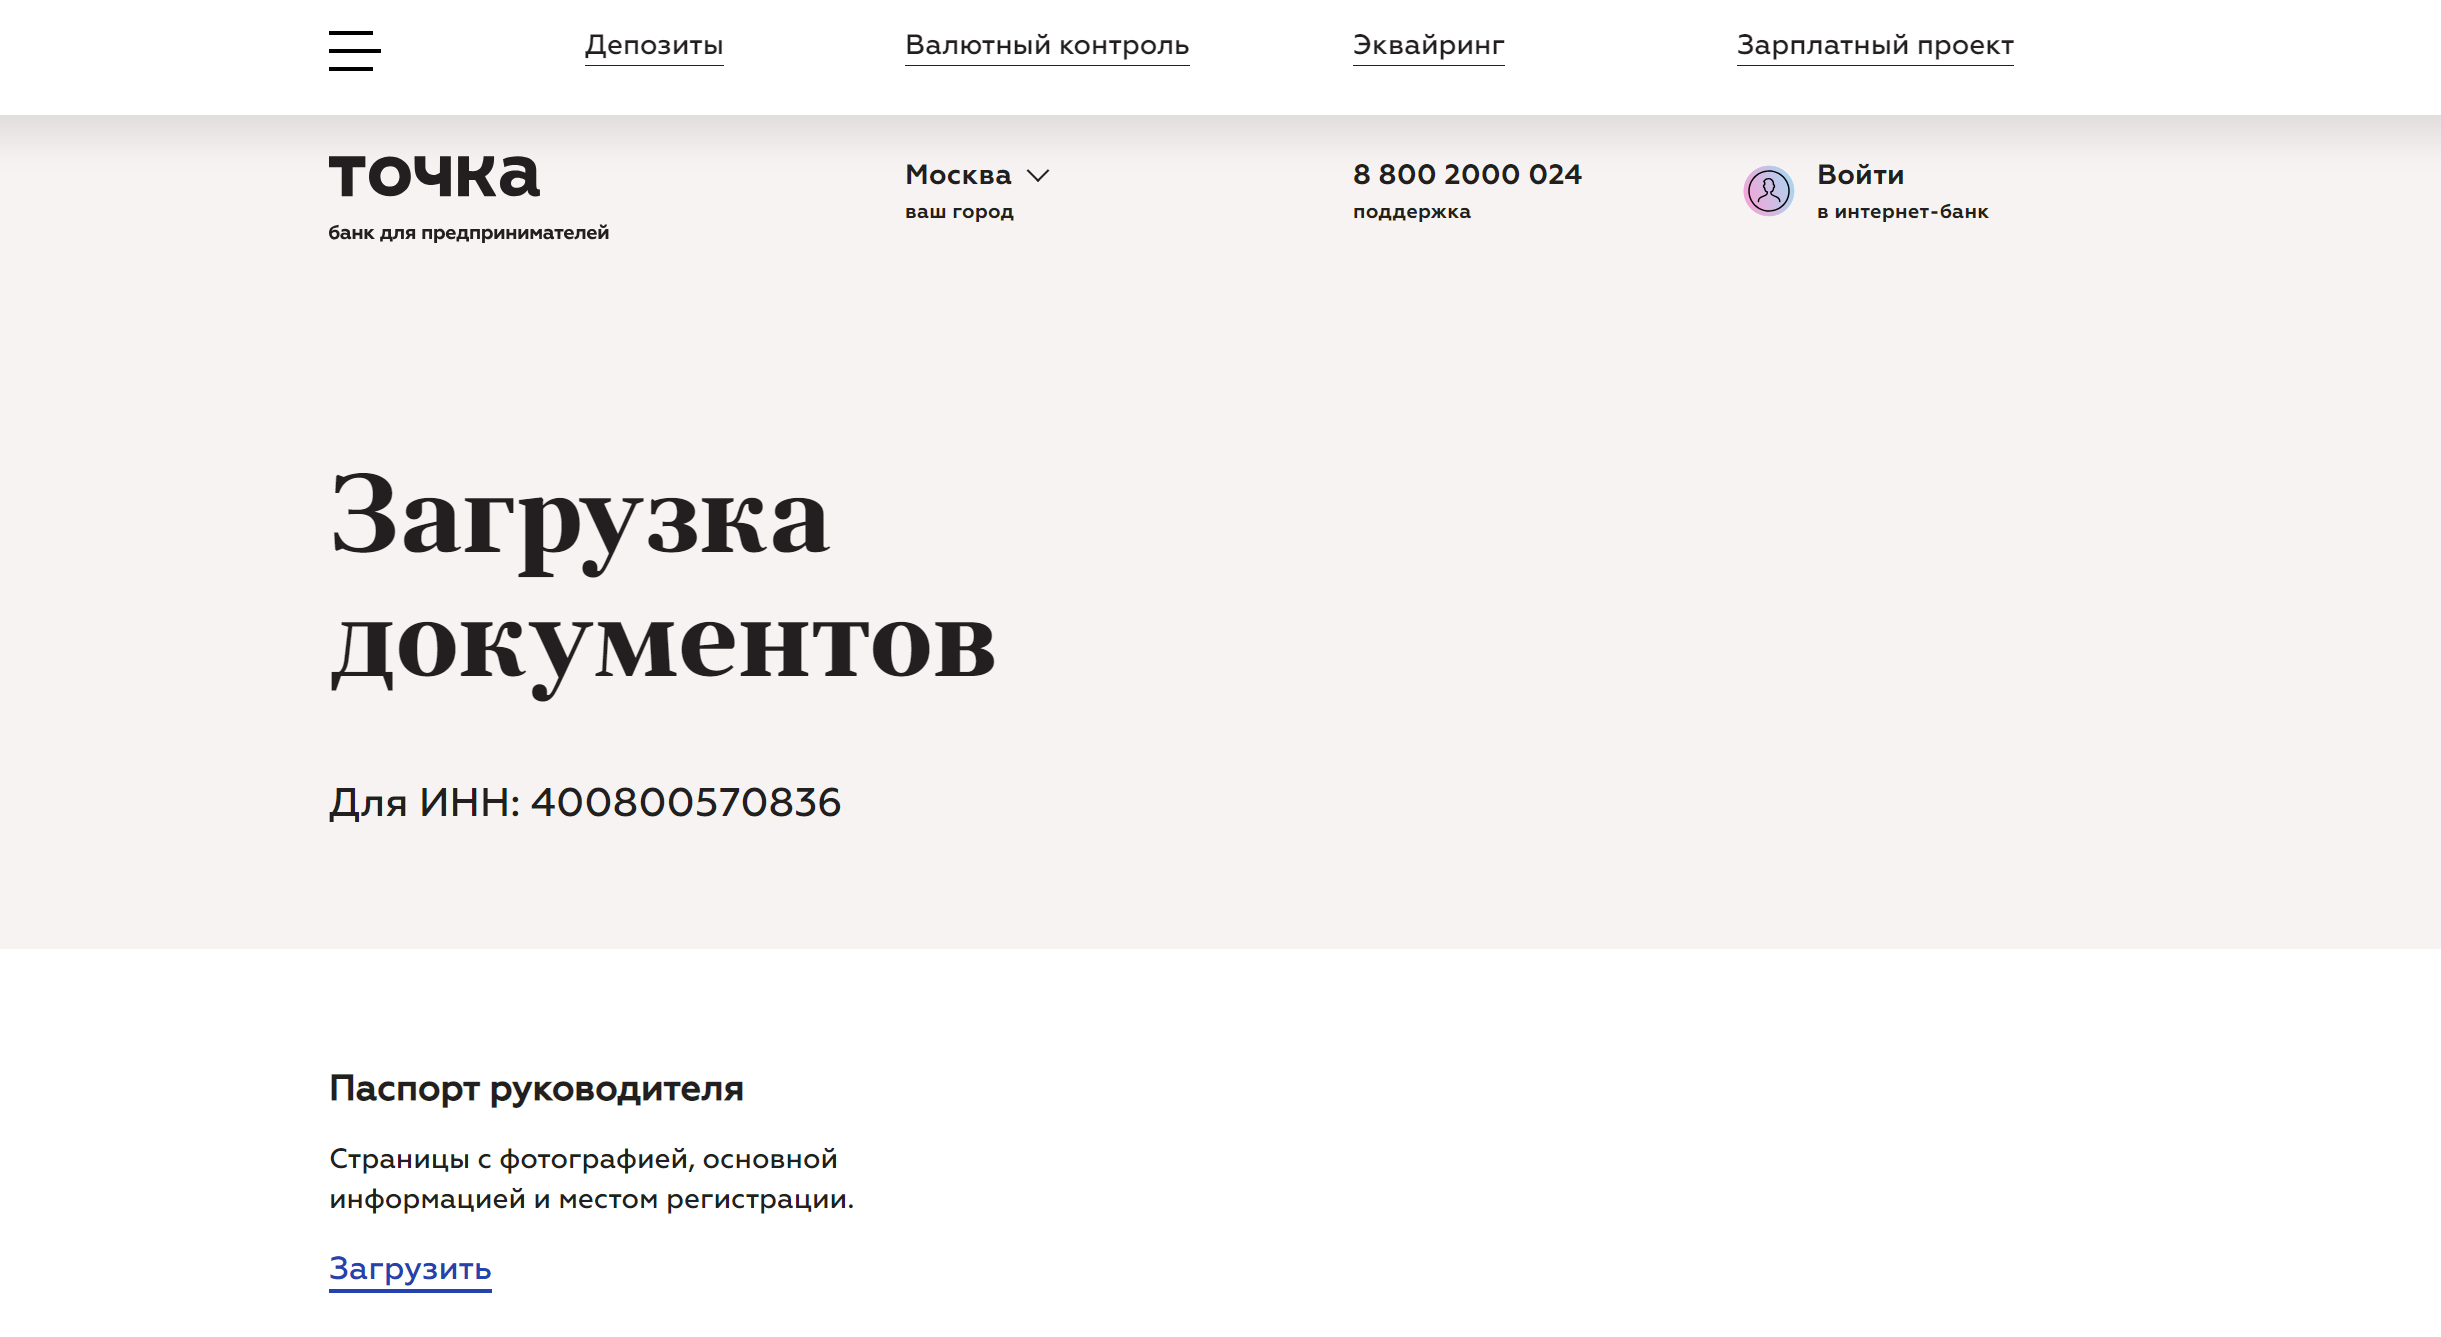 Депозиты
Валютный контроль
Эквайринг
Зарплатный проект
точка
банк для предпринимателей
Москва
ваш город
8 800 2000 024
поддержка
Войти
в интернет-банк
Загрузка
документов
Для ИНН: 400800570836
Паспорт руководителя
Страницы с фотографией, основной
информацией и местом регистрации.
Загрузить